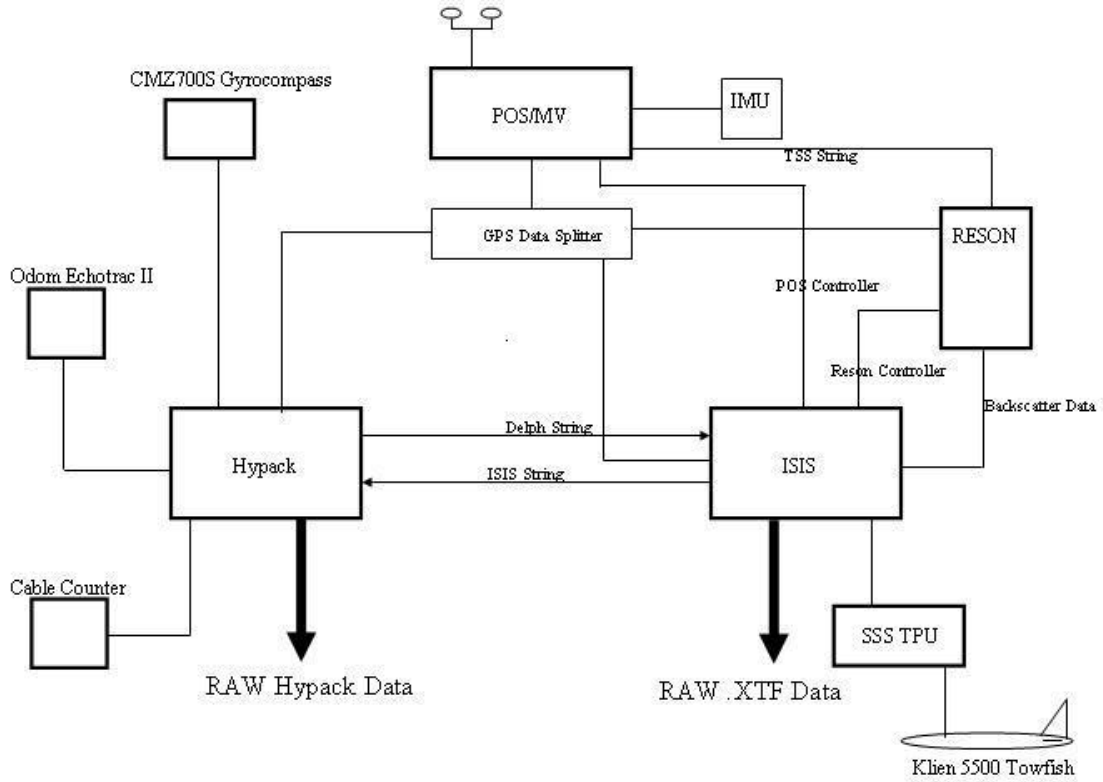 CMZ700S Gyrocompass
POS/MV
IMU
TSS String
GPS Data Splitter
RESON
Odom Echotrac II
POS Controller
Reson Controller
Backscatter Data
Delph String
Hypack
ISIS
ISIS String
Cable Counter
SSS TPU
RAW Hypack Data
RAW .XTF Data
Klien 5500 Towfish